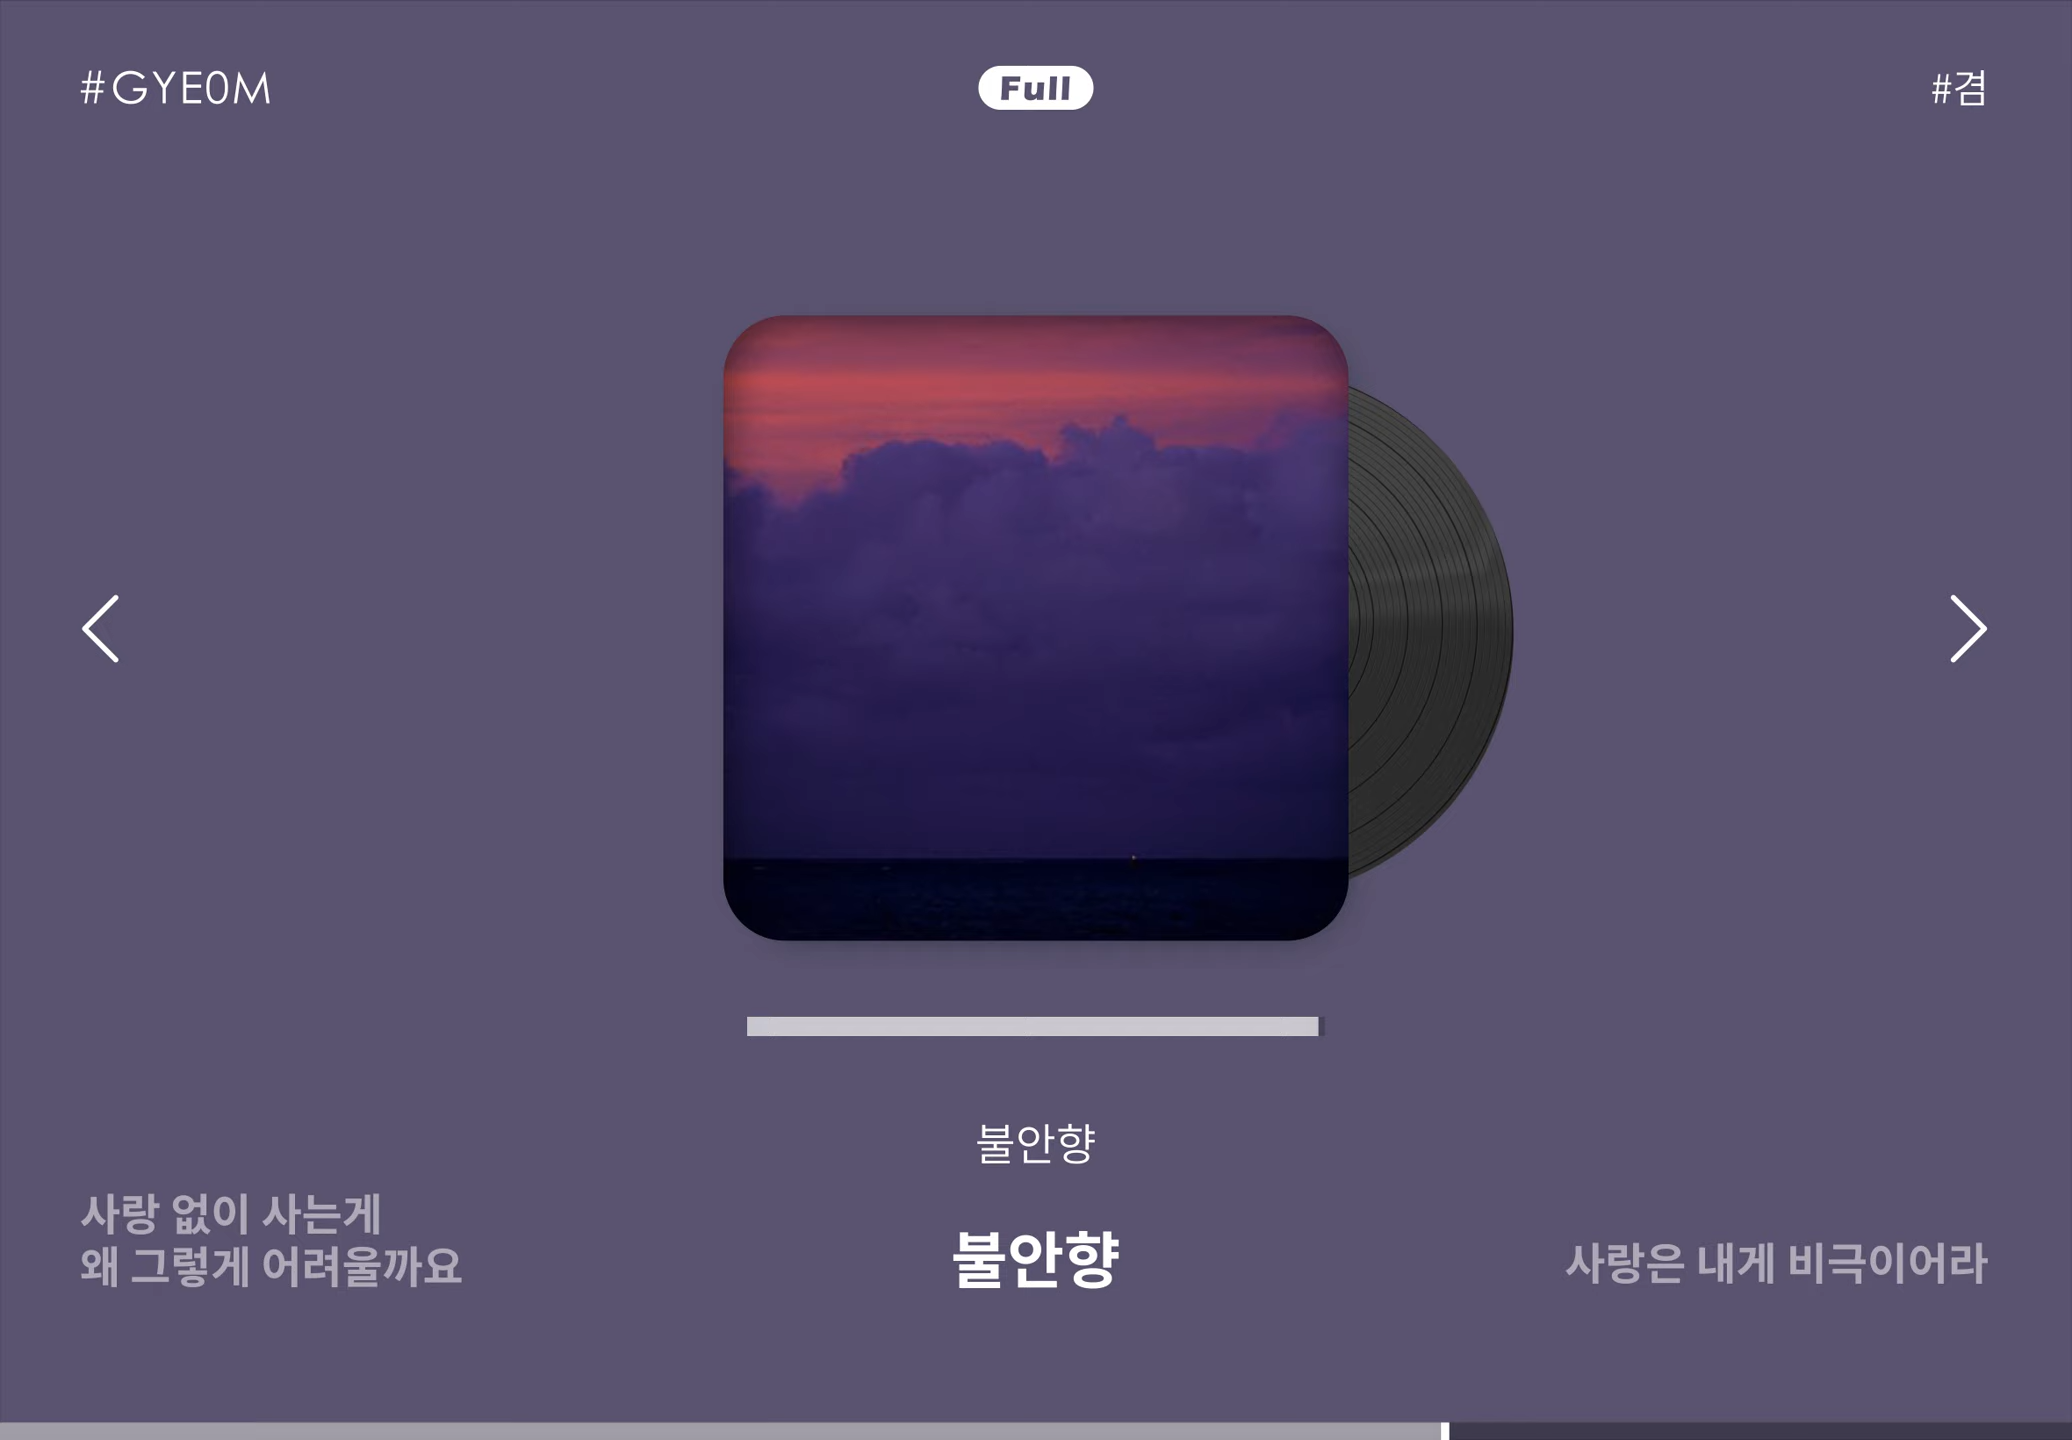 #GYE0M
Full
#겸
불안향
사랑 없이 사는게
왜 그렇게 어려울까요
불안향
사랑은 내게 비극이어라